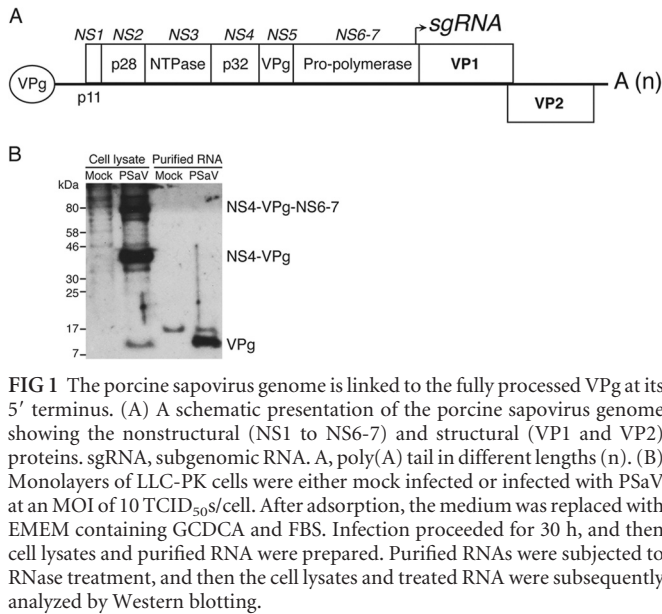 A
NS1 NS2 NS3 NS4 NS5 NS6-7 sgRNA
VPg p28 NTPase p32 VPg Pro-polymerase VP1 A (n)
p11 VP2
B
Cell lysate Purified RNA
Mock PSaV Mock PSaV
kDa
80 NS4-VPg-NS6-7
58
46 NS4-VPg
30
25
17
VPg
7
FIG 1 The porcine sapovirus genome is linked to the fully processed VPg at its
5′ terminus. (A) A schematic presentation of the porcine sapovirus genome
showing the nonstructural (NS1 to NS6-7) and structural (VP1 and VP2)
proteins. sgRNA, subgenomic RNA. A, poly(A) tail in different lengths (n). (B)
Monolayers of LLC-PK cells were either mock infected or infected with PSaV
at an MOI of 10 TCID50s/cell. After adsorption, the medium was replaced with
EMEM containing GCDCA and FBS. Infection proceeded for 30 h, and then
cell lysates and purified RNA were prepared. Purified RNAs were subjected to
RNase treatment, and then the cell lysates and treated RNA were subsequently
analyzed by Western blotting.